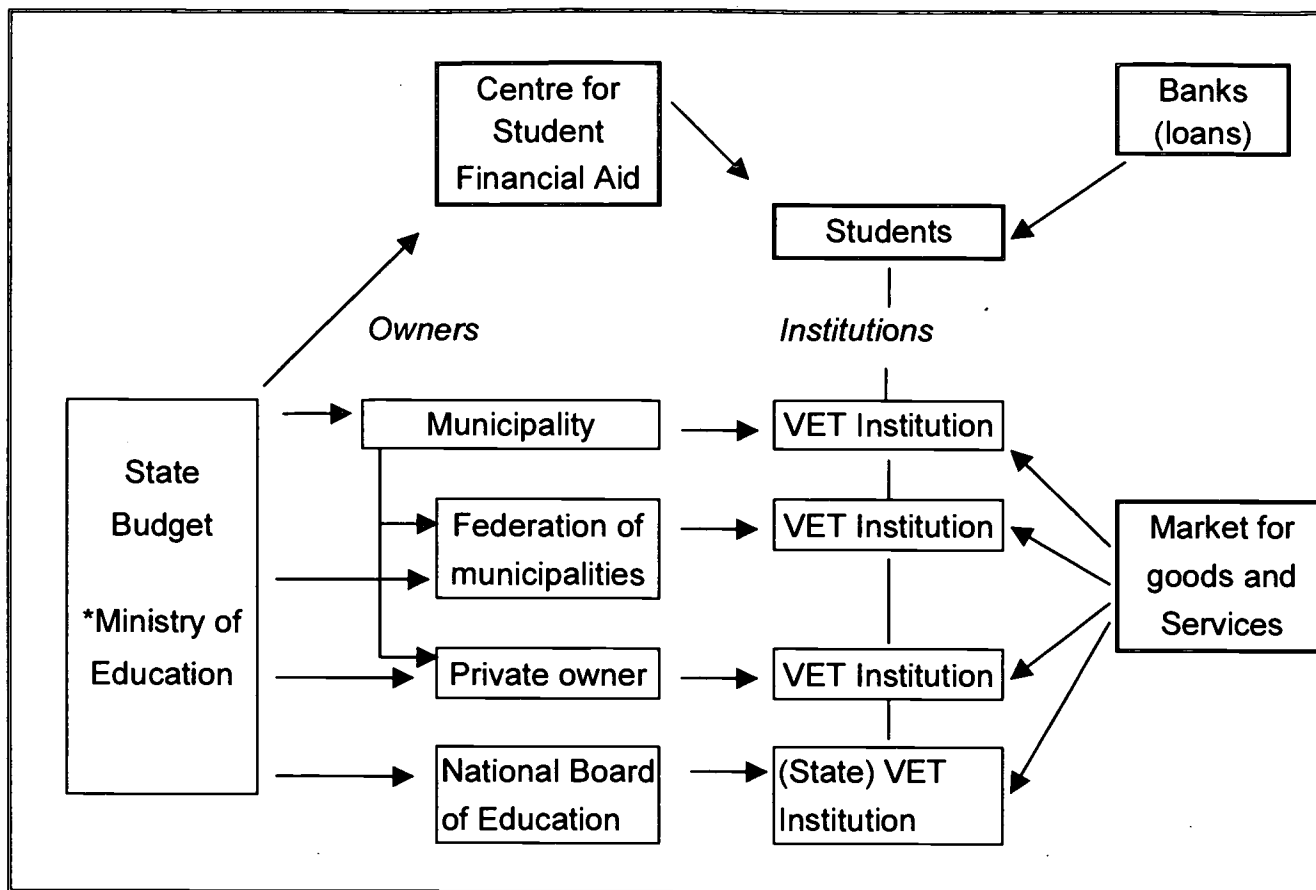 Centre for
Student
Financial Aid
Banks
(loans)
Students
Owners
Institutions
State
Budget
*Ministry of
Education
Municipality
VET Institution
Federation of
municipalities
VET Institution
Market for
goods and
Services
Private owner
VET Institution
National Board
of Education
(State) VET
Institution